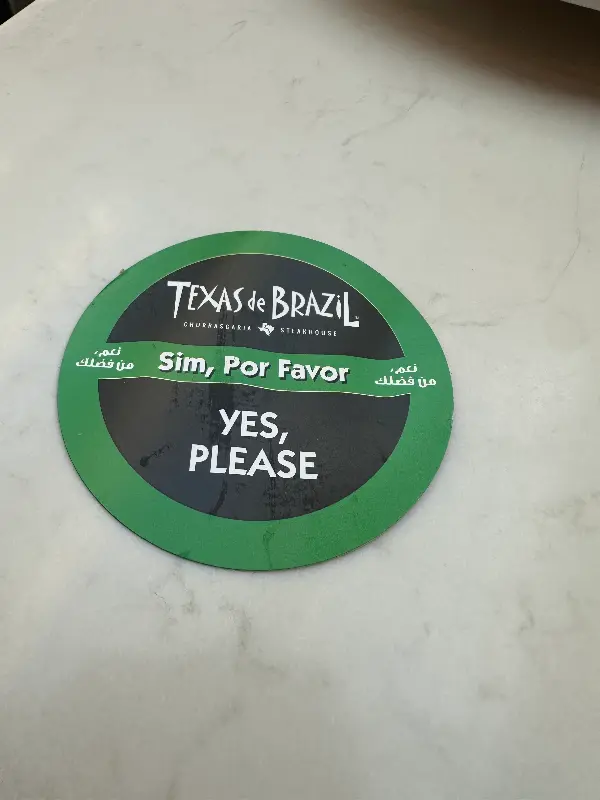 TEXAS de BRAZIL
CHURRASCARIA STEAKHOUSE
Sim, Por Favor
نعم،
من فضلك
نعم،
من فضلك
YES,
PLEASE